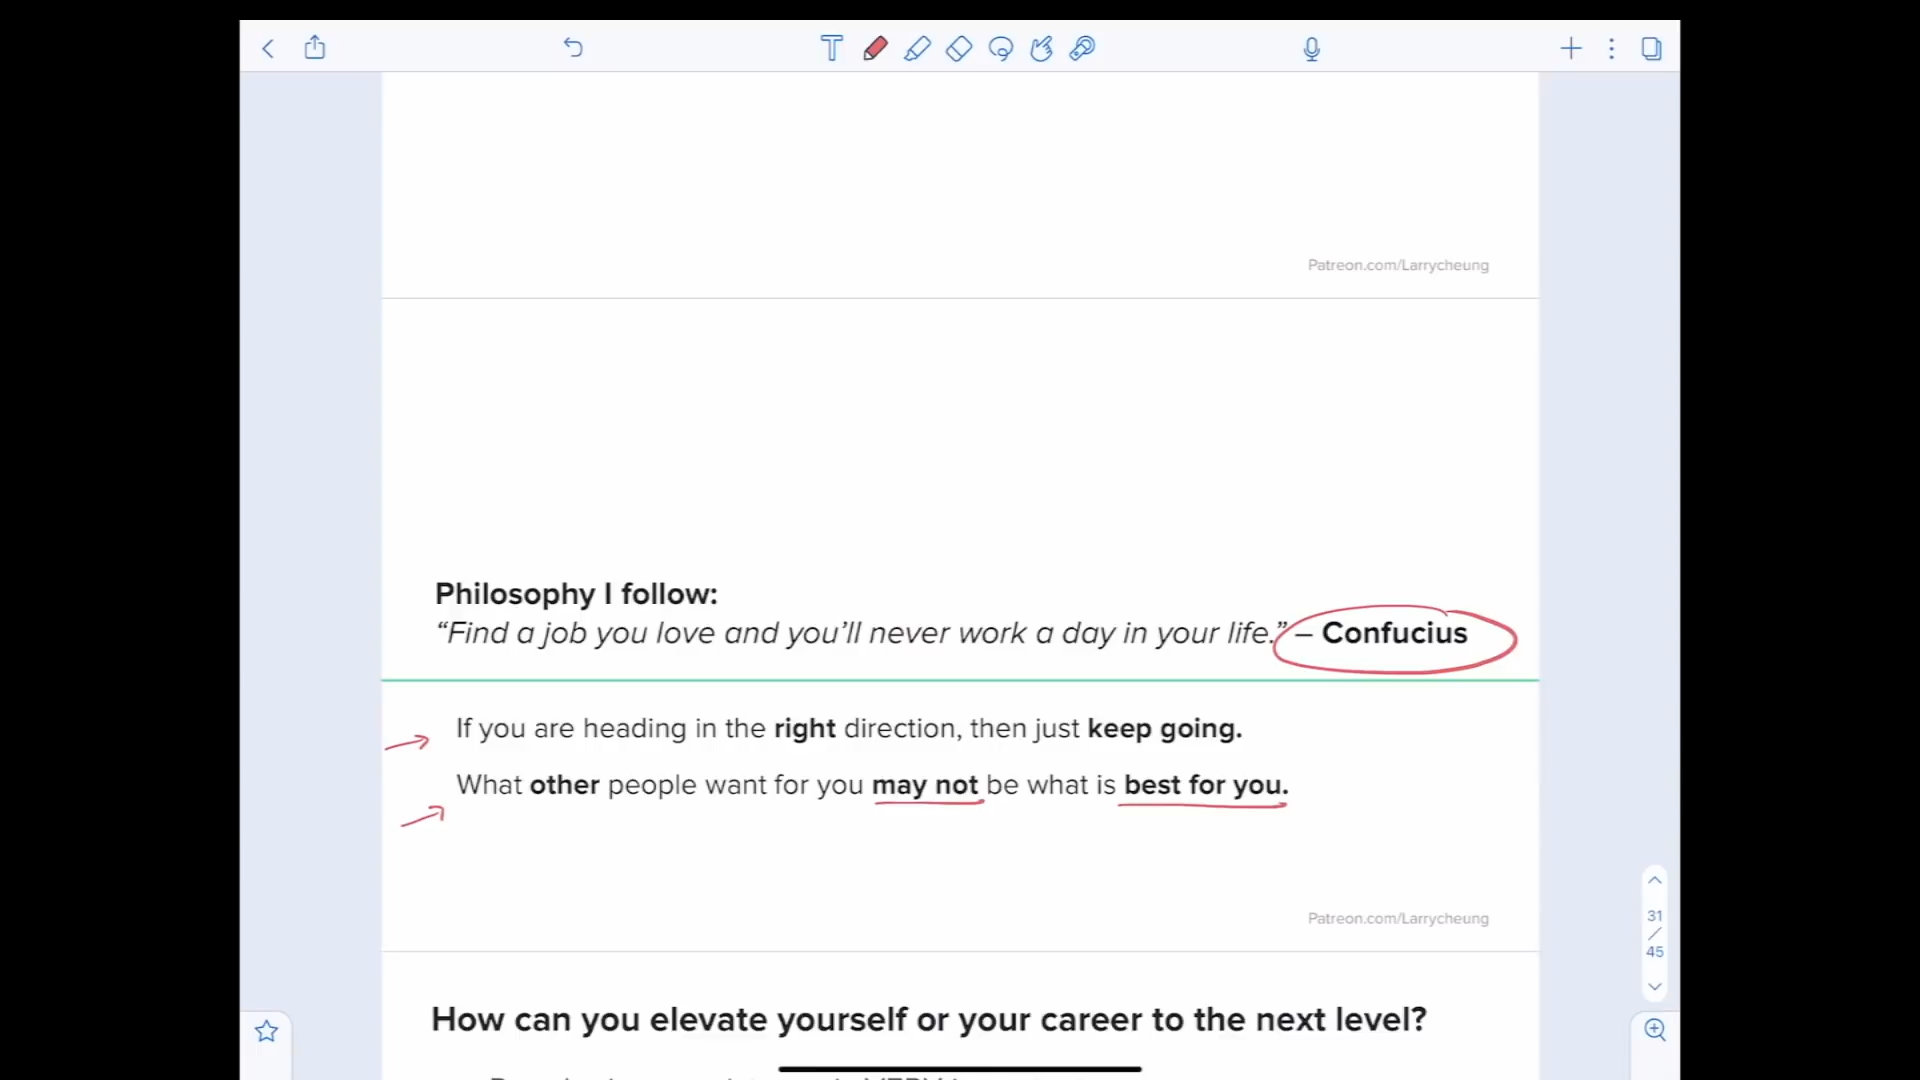 Patreon.com/Larrycheung
Philosophy I follow:
“Find a job you love and you’ll never work a day in your life.” – Confucius
If you are heading in the right direction, then just keep going.
What other people want for you may not be what is best for you.
31
/
45
Patreon.com/Larrycheung
How can you elevate yourself or your career to the next level?